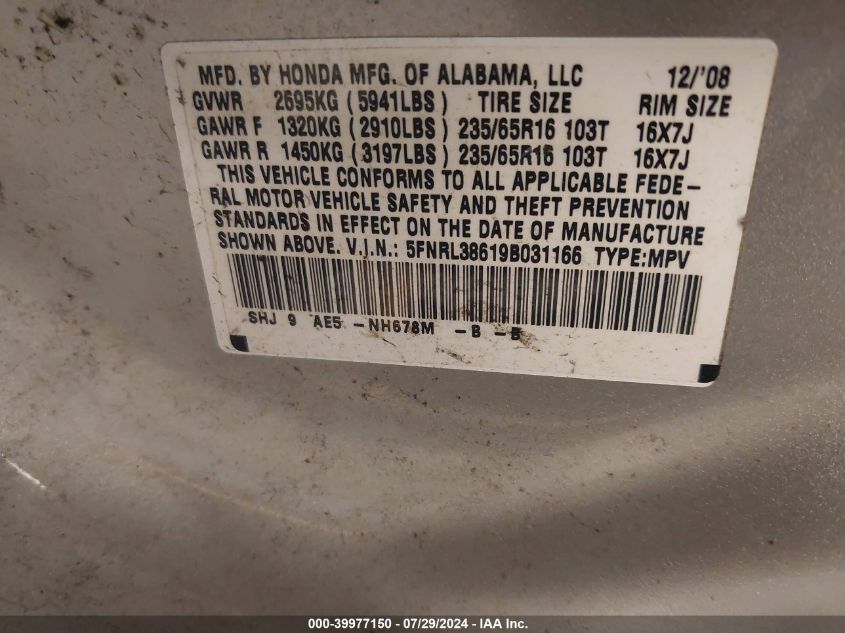 MFD. BY HONDA MFG. OF ALABAMA, LLC 12/'08
GVWR 2695KG (5941LBS) TIRE SIZE RIM SIZE
GAWR F 1320KG (2910LBS) 235/65R16 103T 16X7J
GAWR R 1450KG (3197LBS) 235/65R16 103T 16X7J
THIS VEHICLE CONFORMS TO ALL APPLICABLE FEDE-
RAL MOTOR VEHICLE SAFETY AND THEFT PREVENTION
STANDARDS IN EFFECT ON THE DATE OF MANUFACTURE
SHOWN ABOVE. V.I.N.: 5FNRL38619B031166 TYPE:MPV
SHJ 9 AE5 -NH678M -B -B
000-39977150 - 07/29/2024 - IAA Inc.